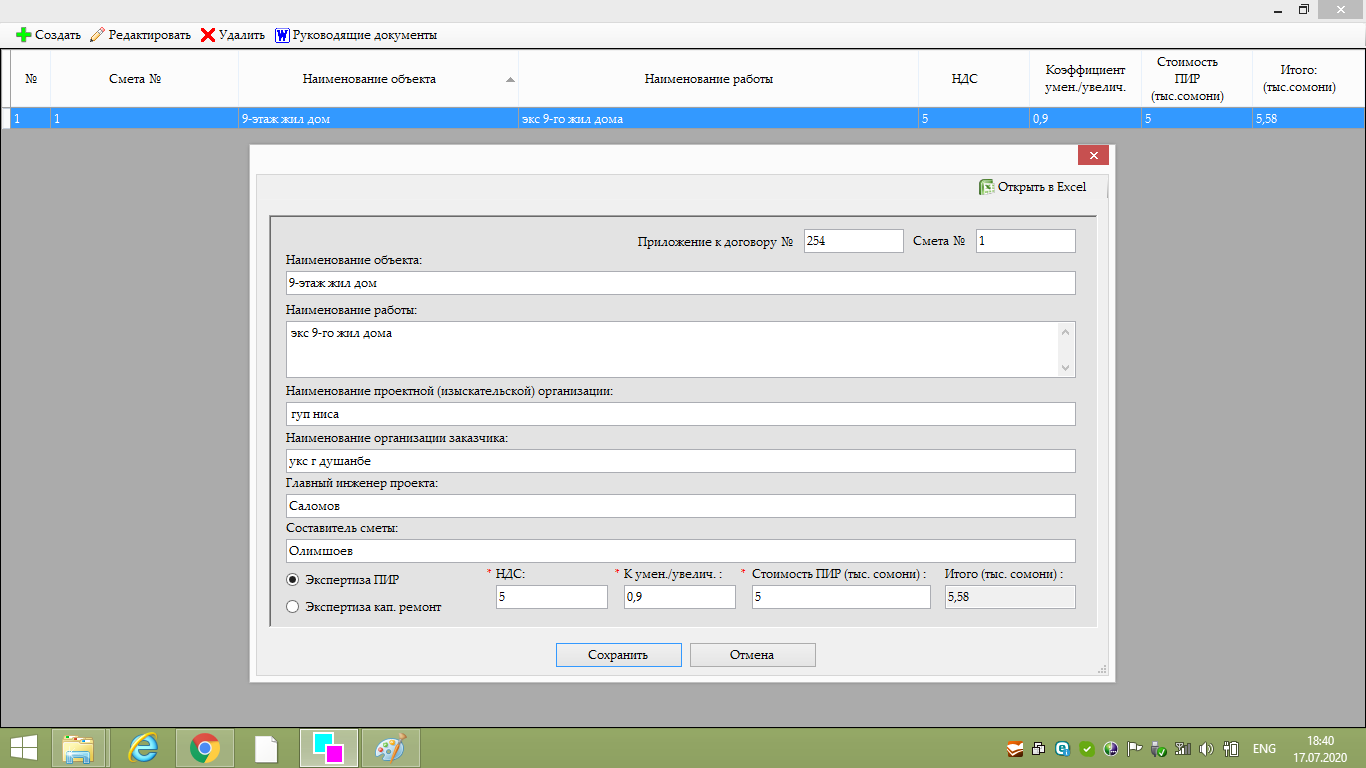 Создать Редактировать Удалить Руководящие документы
№ Смета № Наименование объекта Наименование работы НДС Коэффициент умен./увелич. Стоимость ПИР (тыс.сомони) Итого: (тыс.сомони)
1 1 9-этаж жил дом экс 9-го жил дома 5 0,9 5 5,58
Открыть в Excel
Приложение к договору № 254 Смета № 1
Наименование объекта:
9-этаж жил дом
Наименование работы:
экс 9-го жил дома
Наименование проектной (изыскательской) организации:
гуп ниса
Наименование организации заказчика:
укс г душанбе
Главный инженер проекта:
Саломов
Составитель сметы:
Олимшоев
Экспертиза ПИР
Экспертиза кап. ремонт
* НДС: * К умен./увелич. : * Стоимость ПИР (тыс. сомони) : Итого (тыс. сомони) :
5 0,9 5 5,58
Сохранить Отмена
ENG
18:40
17.07.2020